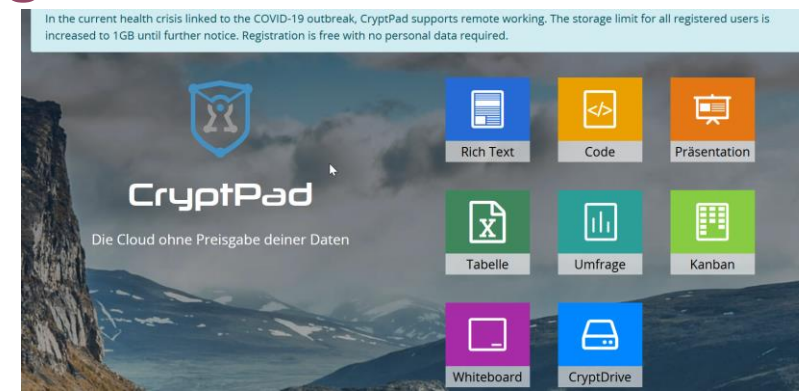 In the current health crisis linked to the COVID-19 outbreak, CryptPad supports remote working. The storage limit for all registered users is
increased to 1GB until further notice. Registration is free with no personal data required.
CryptPad
Die Cloud ohne Preisgabe deiner Daten
Rich Text
Code
Präsentation
Tabelle
Umfrage
Kanban
Whiteboard
CryptDrive